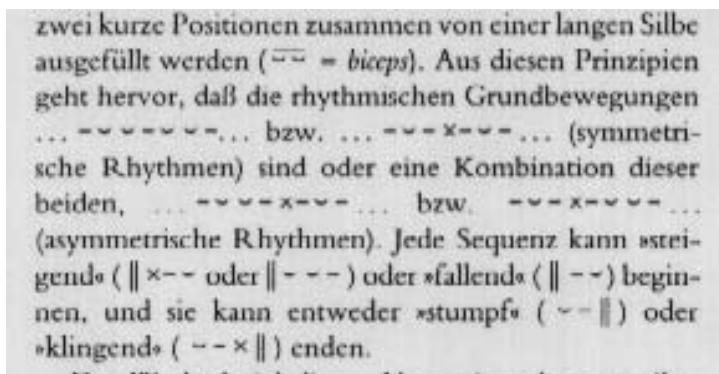 zwei kurze Positionen zusammen von einer langen Silbe
ausgefüllt werden (⏑⏑ = biceps). Aus diesen Prinzipien
geht hervor, daß die rhythmischen Grundbewegungen
... – ⏑ ⏑ – ⏑ ⏑ – ... bzw. ... – ⏑ – × – ⏑ – ... (symmetri-
sche Rhythmen) sind oder eine Kombination dieser
beiden, ... – ⏑ ⏑ – × – ⏑ – ... bzw. – ⏑ – × – ⏑ ⏑ – ...
(asymmetrische Rhythmen). Jede Sequenz kann »stei-
gend« ( || × – ⏑ oder || ⏑ ⏑ – ) oder »fallend« ( || – ⏑ ) begin-
nen, und sie kann entweder »stumpf« ( ⏑ – || ) oder
»klingend« ( ⏑ – × || ) enden.